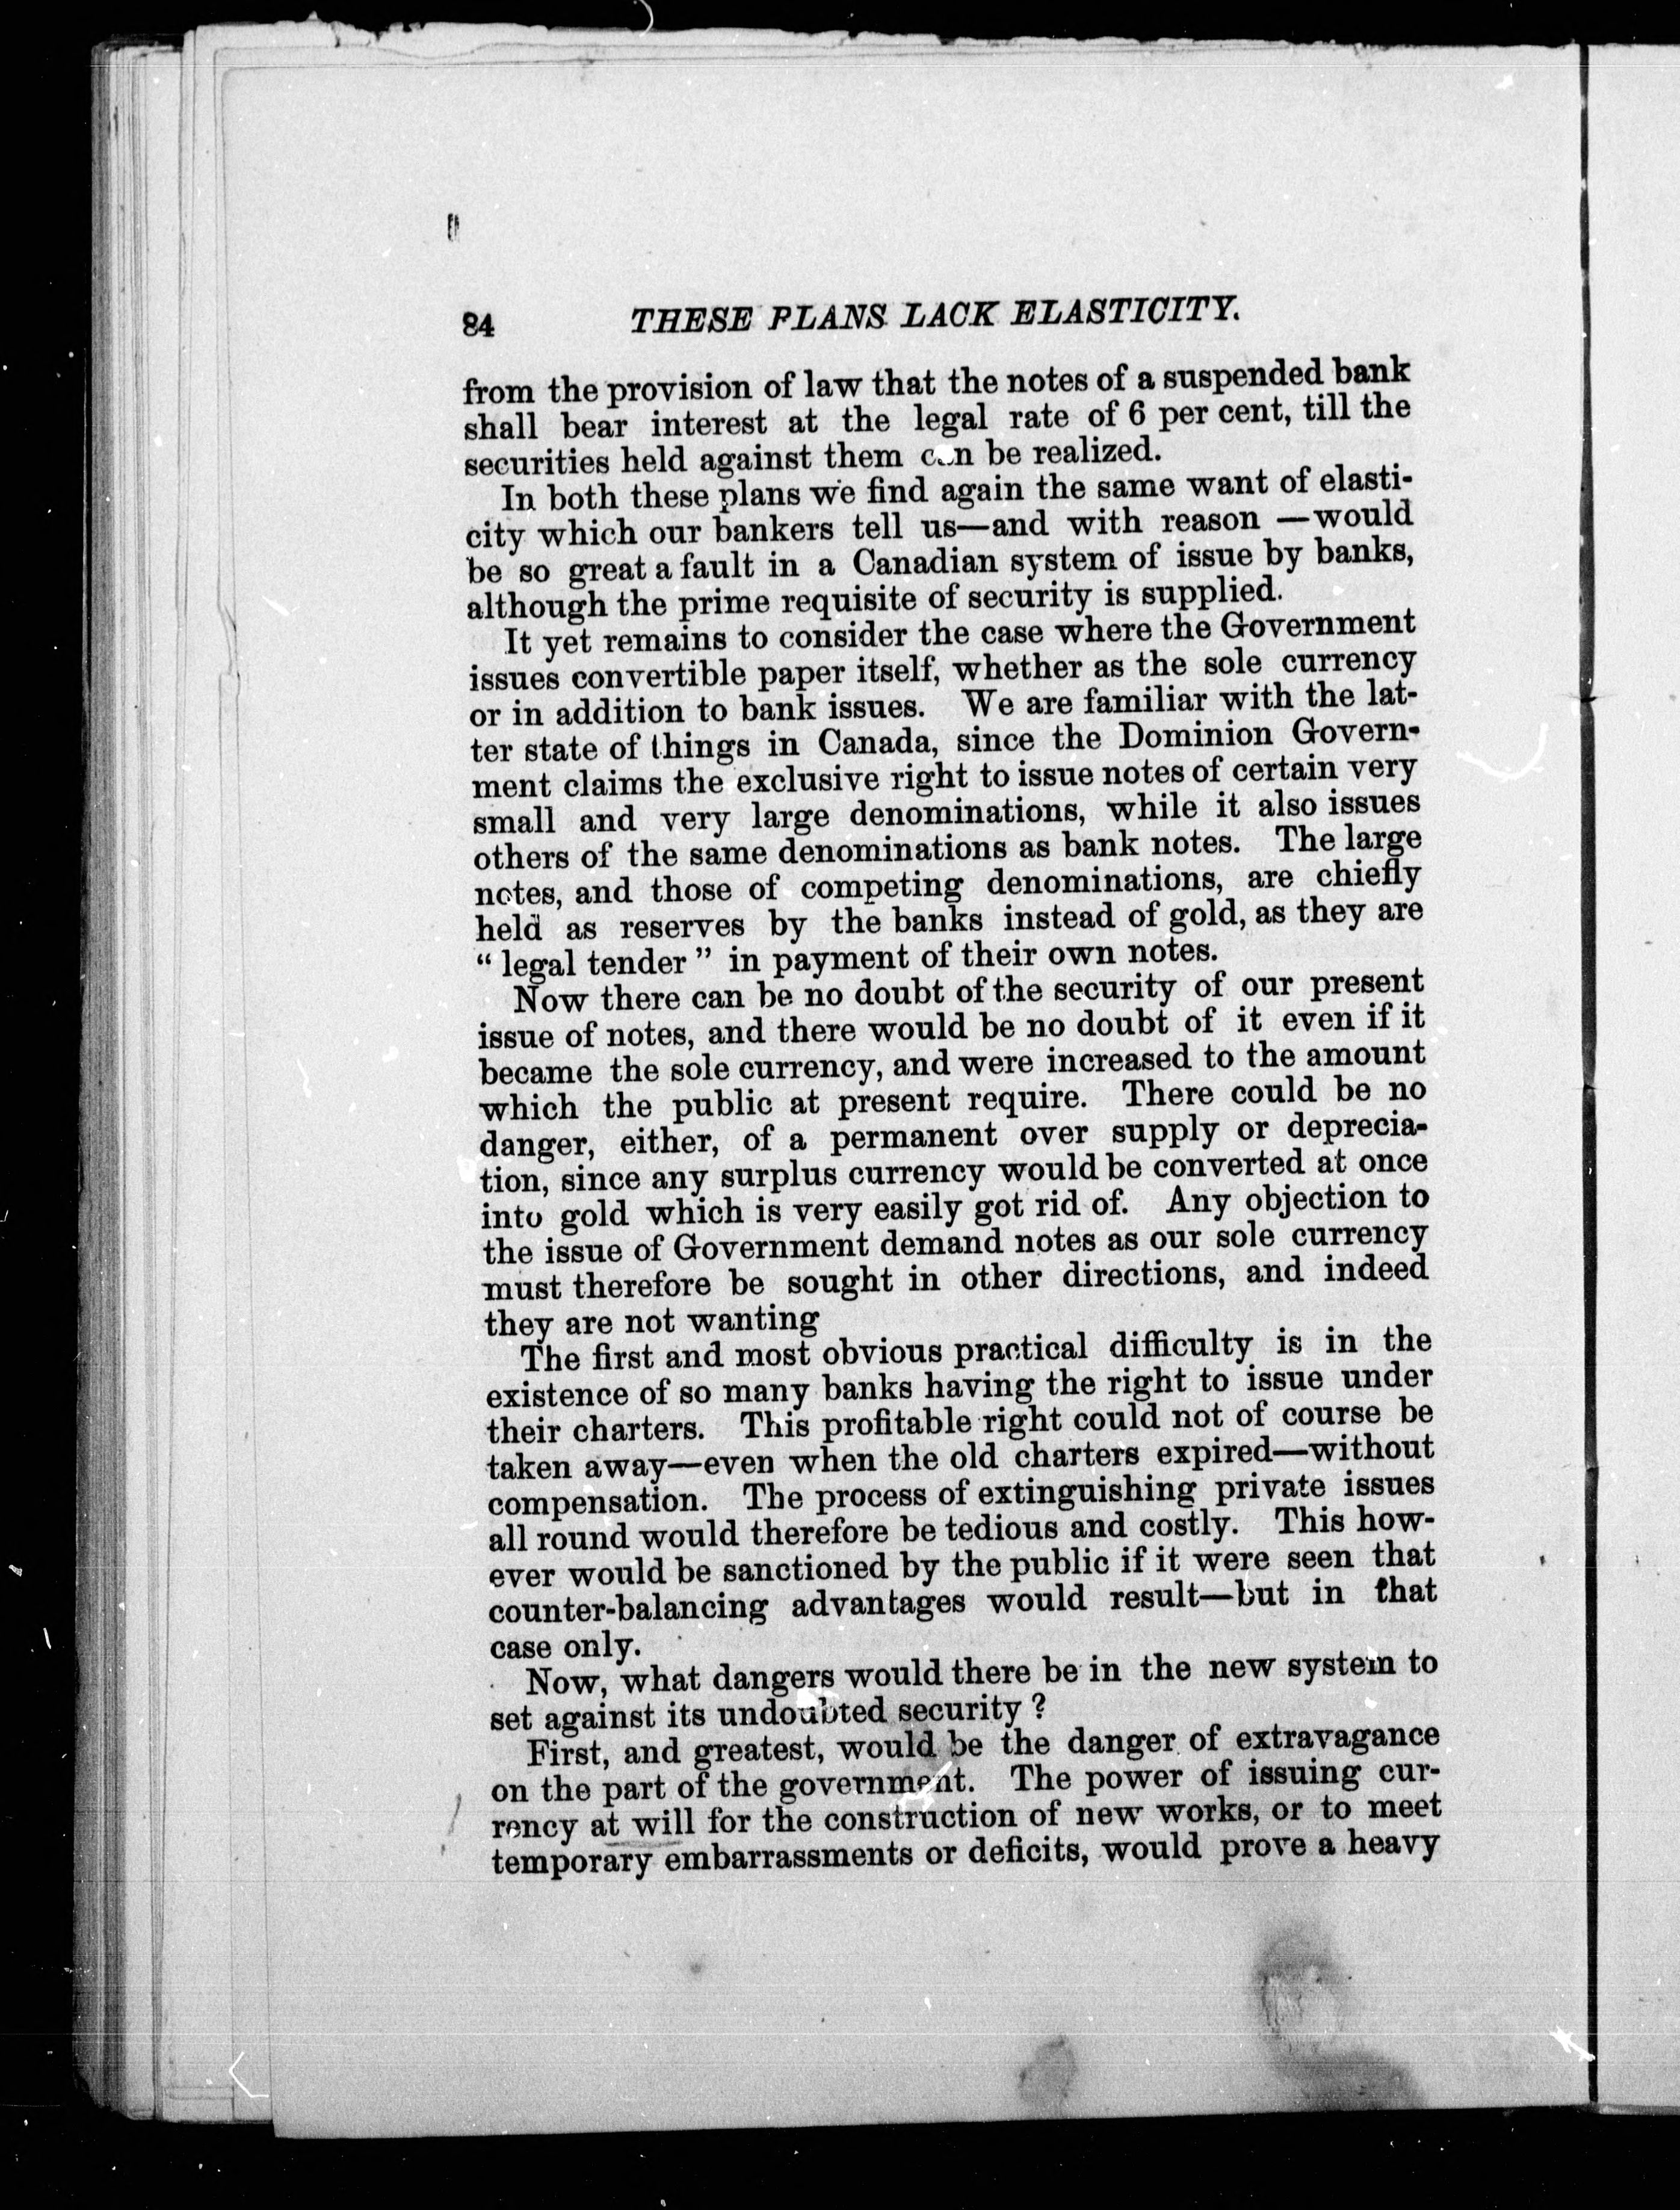 84 THESE PLANS LACK ELASTICITY.
from the provision of law that the notes of a suspended bank
shall bear interest at the legal rate of 6 per cent, till the
securities held against them can be realized.
In both these plans we find again the same want of elasti-
city which our bankers tell us—and with reason —would
be so great a fault in a Canadian system of issue by banks,
although the prime requisite of security is supplied.
It yet remains to consider the case where the Government
issues convertible paper itself, whether as the sole currency
or in addition to bank issues. We are familiar with the lat-
ter state of things in Canada, since the Dominion Govern-
ment claims the exclusive right to issue notes of certain very
small and very large denominations, while it also issues
others of the same denominations as bank notes. The large
notes, and those of competing denominations, are chiefly
held as reserves by the banks instead of gold, as they are
“ legal tender ” in payment of their own notes.
Now there can be no doubt of the security of our present
issue of notes, and there would be no doubt of it even if it
became the sole currency, and were increased to the amount
which the public at present require. There could be no
danger, either, of a permanent over supply or deprecia-
tion, since any surplus currency would be converted at once
into gold which is very easily got rid of. Any objection to
the issue of Government demand notes as our sole currency
must therefore be sought in other directions, and indeed
they are not wanting
The first and most obvious practical difficulty is in the
existence of so many banks having the right to issue under
their charters. This profitable right could not of course be
taken away—even when the old charters expired—without
compensation. The process of extinguishing private issues
all round would therefore be tedious and costly. This how-
ever would be sanctioned by the public if it were seen that
counter-balancing advantages would result—but in that
case only.
Now, what dangers would there be in the new system to
set against its undoubted security ?
First, and greatest, would be the danger of extravagance
on the part of the government. The power of issuing cur-
rency at will for the construction of new works, or to meet
temporary embarrassments or deficits, would prove a heavy